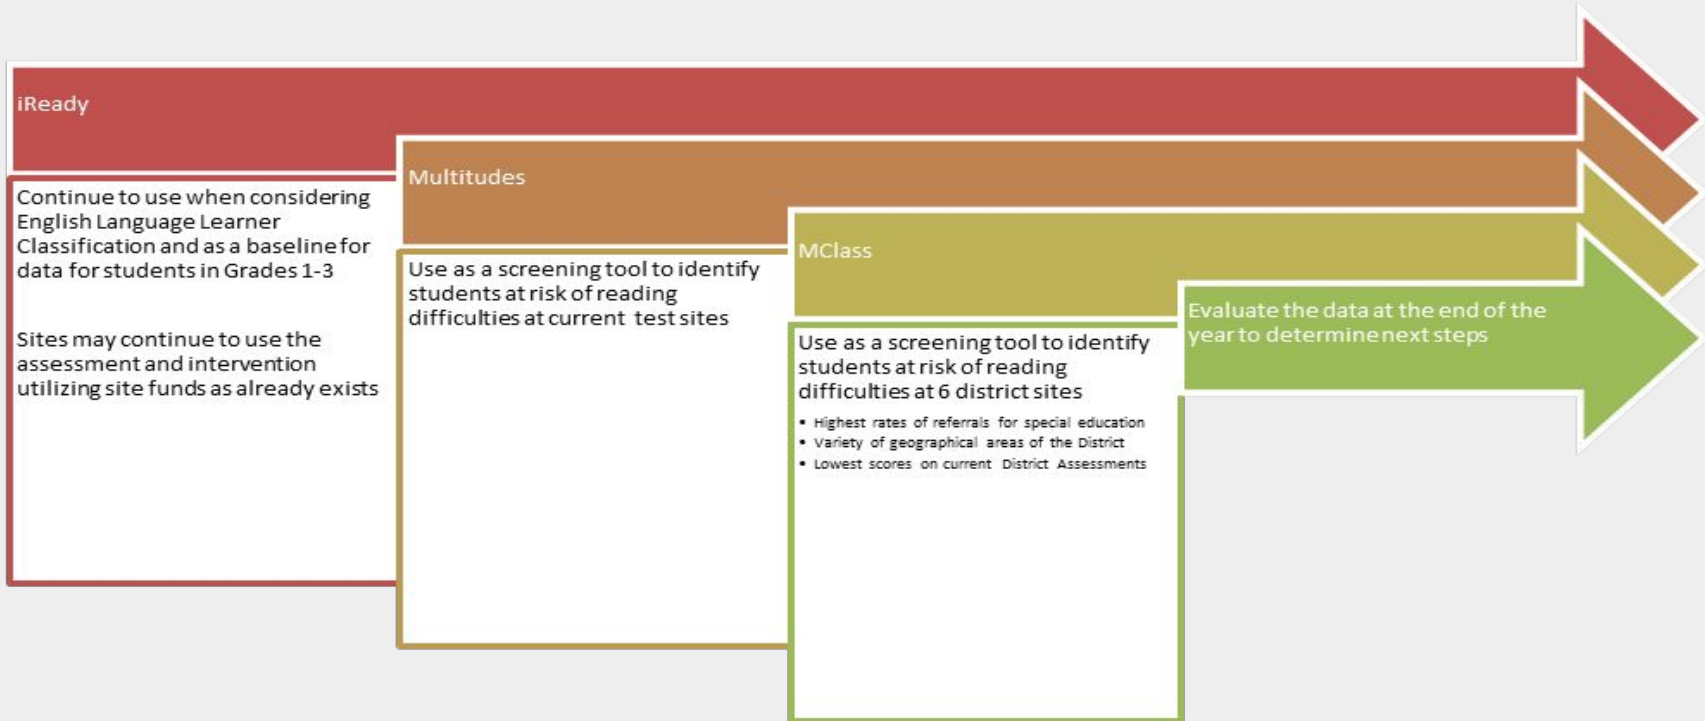 iReady
Continue to use when considering
English Language Learner
Classification and as a baseline for
data for students in Grades 1-3
Sites may continue to use the
assessment and intervention
utilizing site funds as already exists
Multitudes
Use as a screening tool to identify
students at risk of reading
difficulties at current test sites
MClass
Use as a screening tool to identify
students at risk of reading
difficulties at 6 district sites
• Highest rates of referrals for special education
• Variety of geographical areas of the District
• Lowest scores on current District Assessments
Evaluate the data at the end of the
year to determine next steps